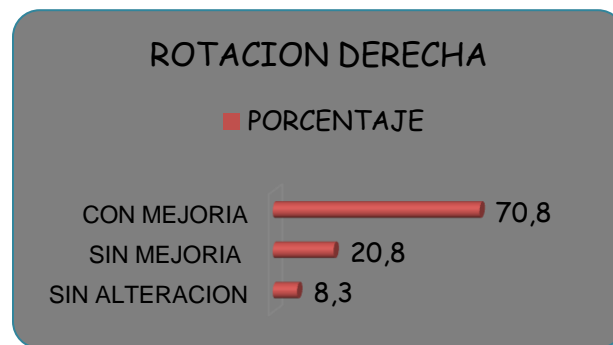 ROTACION DERECHA
PORCENTAJE
CON MEJORIA 70,8
SIN MEJORIA 20,8
SIN ALTERACION 8,3